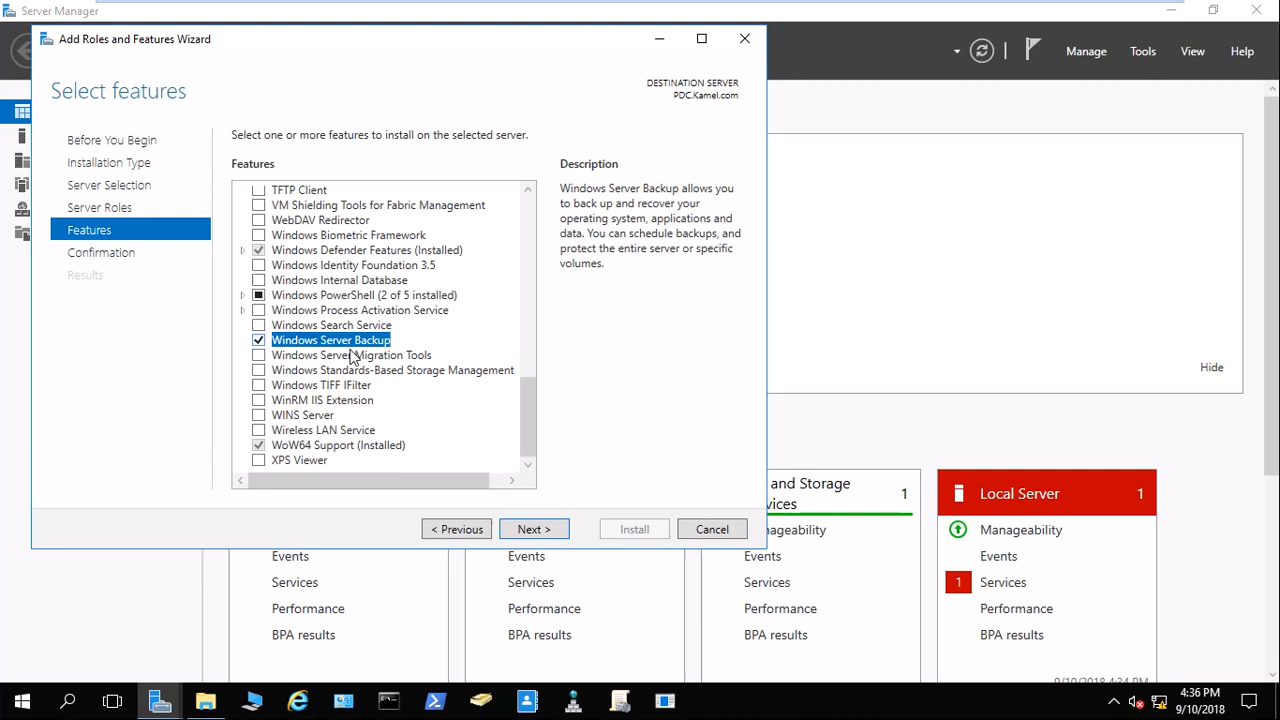 Server Manager
Manage
Tools
View
Help
Add Roles and Features Wizard
Select features
DESTINATION SERVER
PDC.Kamel.com
Before You Begin
Installation Type
Server Selection
Server Roles
Features
Confirmation
Results
Select one or more features to install on the selected server.
Features
TFTP Client
VM Shielding Tools for Fabric Management
WebDAV Redirector
Windows Biometric Framework
Windows Defender Features (Installed)
Windows Identity Foundation 3.5
Windows Internal Database
Windows PowerShell (2 of 5 installed)
Windows Process Activation Service
Windows Search Service
Windows Server Backup
Windows Server Migration Tools
Windows Standards-Based Storage Management
Windows TIFF IFilter
WinRM IIS Extension
WINS Server
Wireless LAN Service
WoW64 Support (Installed)
XPS Viewer
Description
Windows Server Backup allows you
to back up and recover your
operating system, applications and
data. You can schedule backups, and
protect the entire server or specific
volumes.
< Previous
Next >
Install
Cancel
Hide
Events
Services
Performance
BPA results
Events
Services
Performance
BPA results
and Storage
1
Events
Services
Performance
BPA results
Local Server
1
Manageability
Events
1
Services
Performance
BPA results
9/10/2018 4:34 PM
4:36 PM
9/10/2018